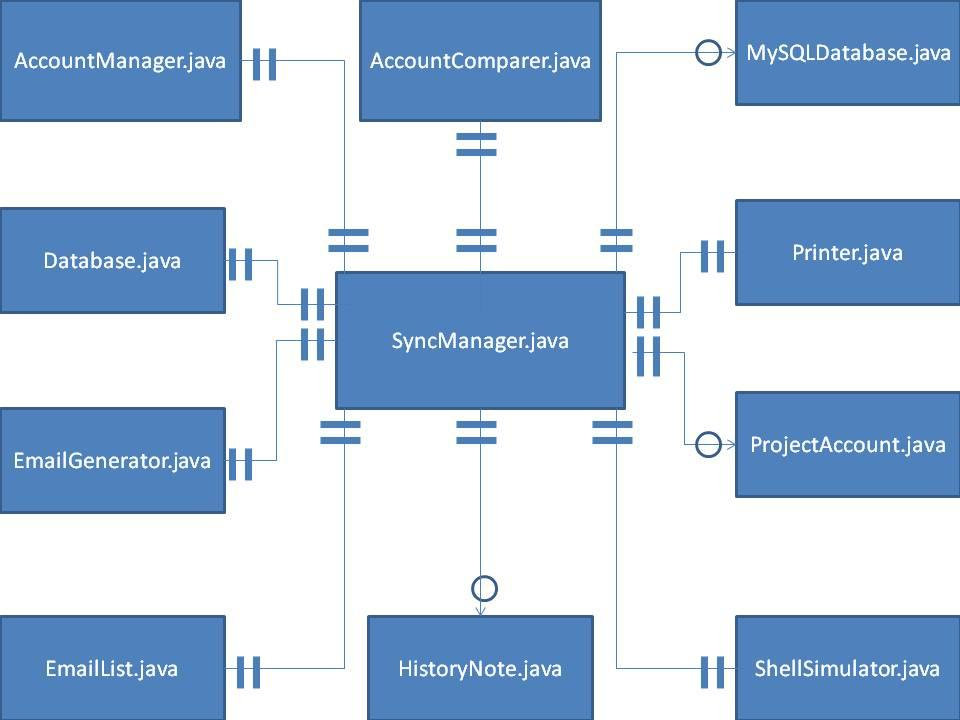 AccountManager.java
AccountComparer.java
MySQLDatabase.java
Database.java
Printer.java
SyncManager.java
EmailGenerator.java
ProjectAccount.java
EmailList.java
HistoryNote.java
ShellSimulator.java